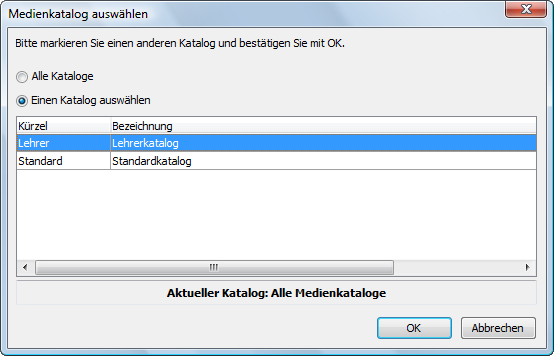 Medienkatalog auswählen
Bitte markieren Sie einen anderen Katalog und bestätigen Sie mit OK.
Alle Kataloge
Einen Katalog auswählen
Kürzel Bezeichnung
Lehrer Lehrerkatalog
Standard Standardkatalog
Aktueller Katalog: Alle Medienkataloge
OK Abbrechen